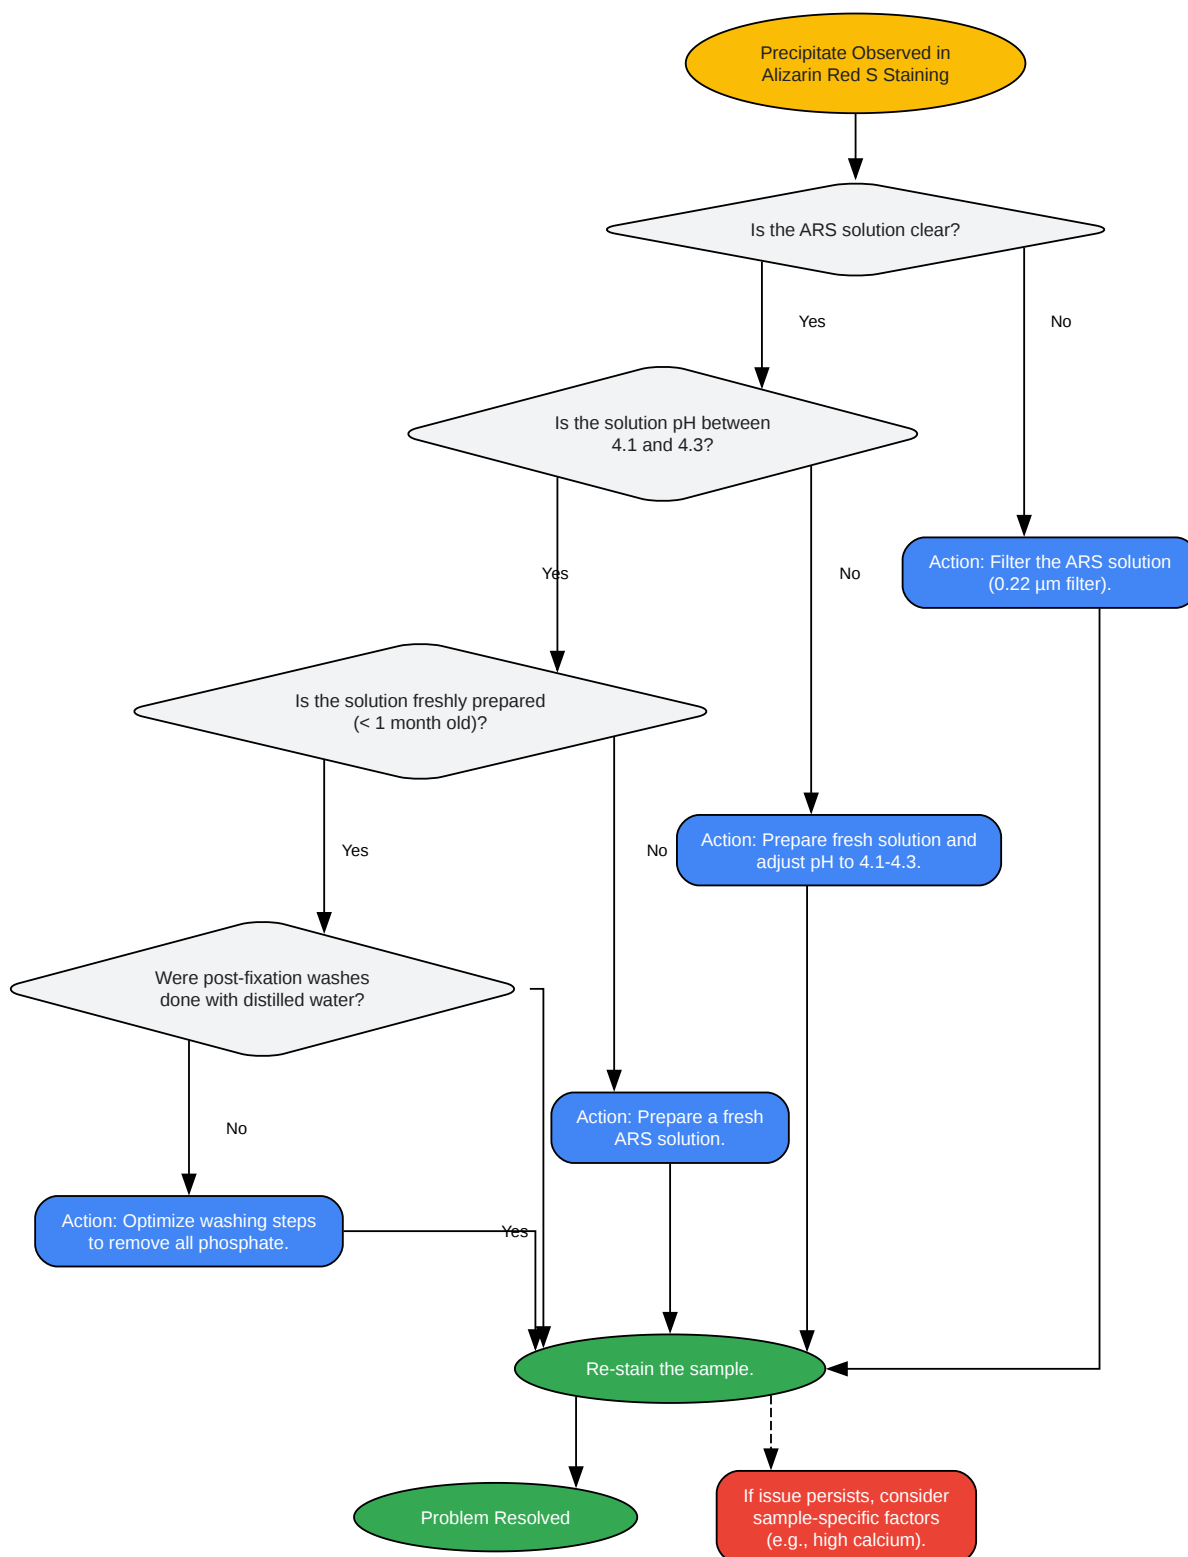 Precipitate Observed in
Alizarin Red S Staining
Is the ARS solution clear?
Yes
No
Is the solution pH between
4.1 and 4.3?
Action: Filter the ARS solution
(0.22 µm filter).
Yes
No
Is the solution freshly prepared
(< 1 month old)?
Yes
No
Action: Prepare fresh solution and
adjust pH to 4.1-4.3.
Were post-fixation washes
done with distilled water?
No
Action: Prepare a fresh
ARS solution.
Action: Optimize washing steps
to remove all phosphate.
Yes
Re-stain the sample.
Problem Resolved
If issue persists, consider
sample-specific factors
(e.g., high calcium).